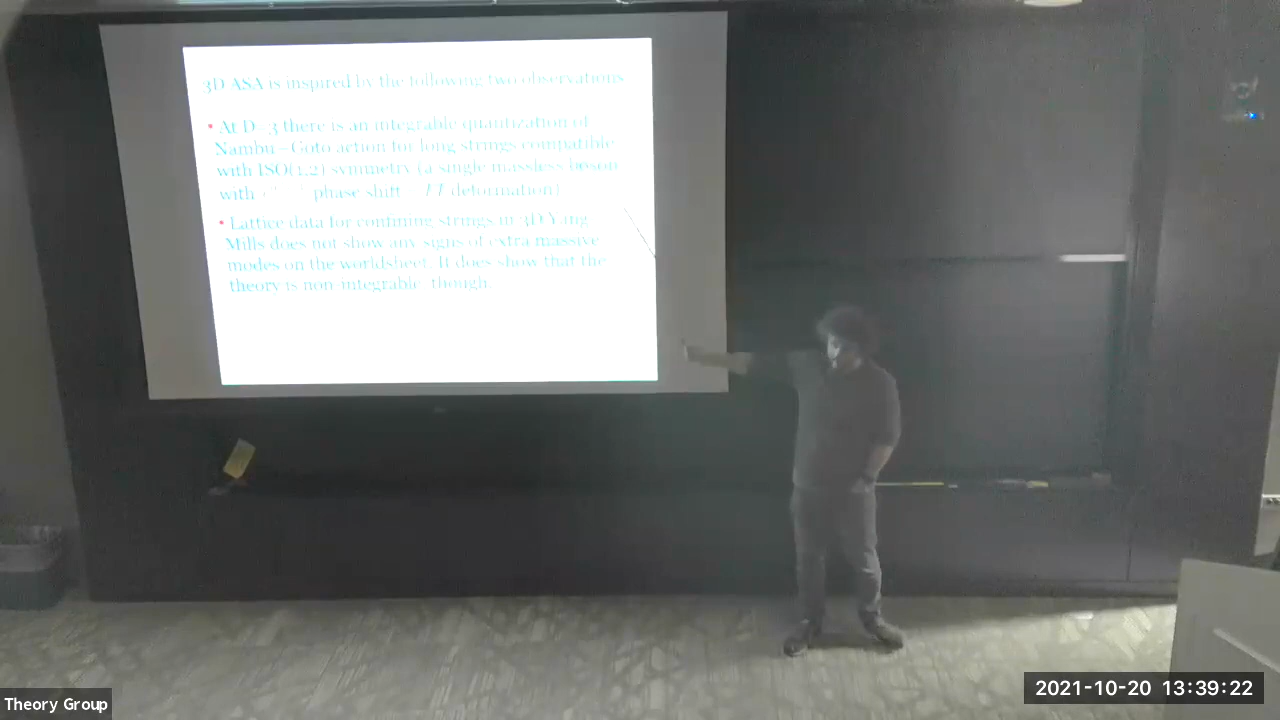 3D ASA is inspired by the following two observations
• At D=3 there is an integrable quantization of
Nambu-Goto action for long strings compatible
with ISO(1,2) symmetry (a single massless boson
with phase shift deformation)
• Lattice data for confining strings in 3D Yang
Mills does not show any signs of extra massive
modes on the worldsheet. It does show that the
theory is non-integrable, though.
Theory Group
2021-10-20 13:39:22